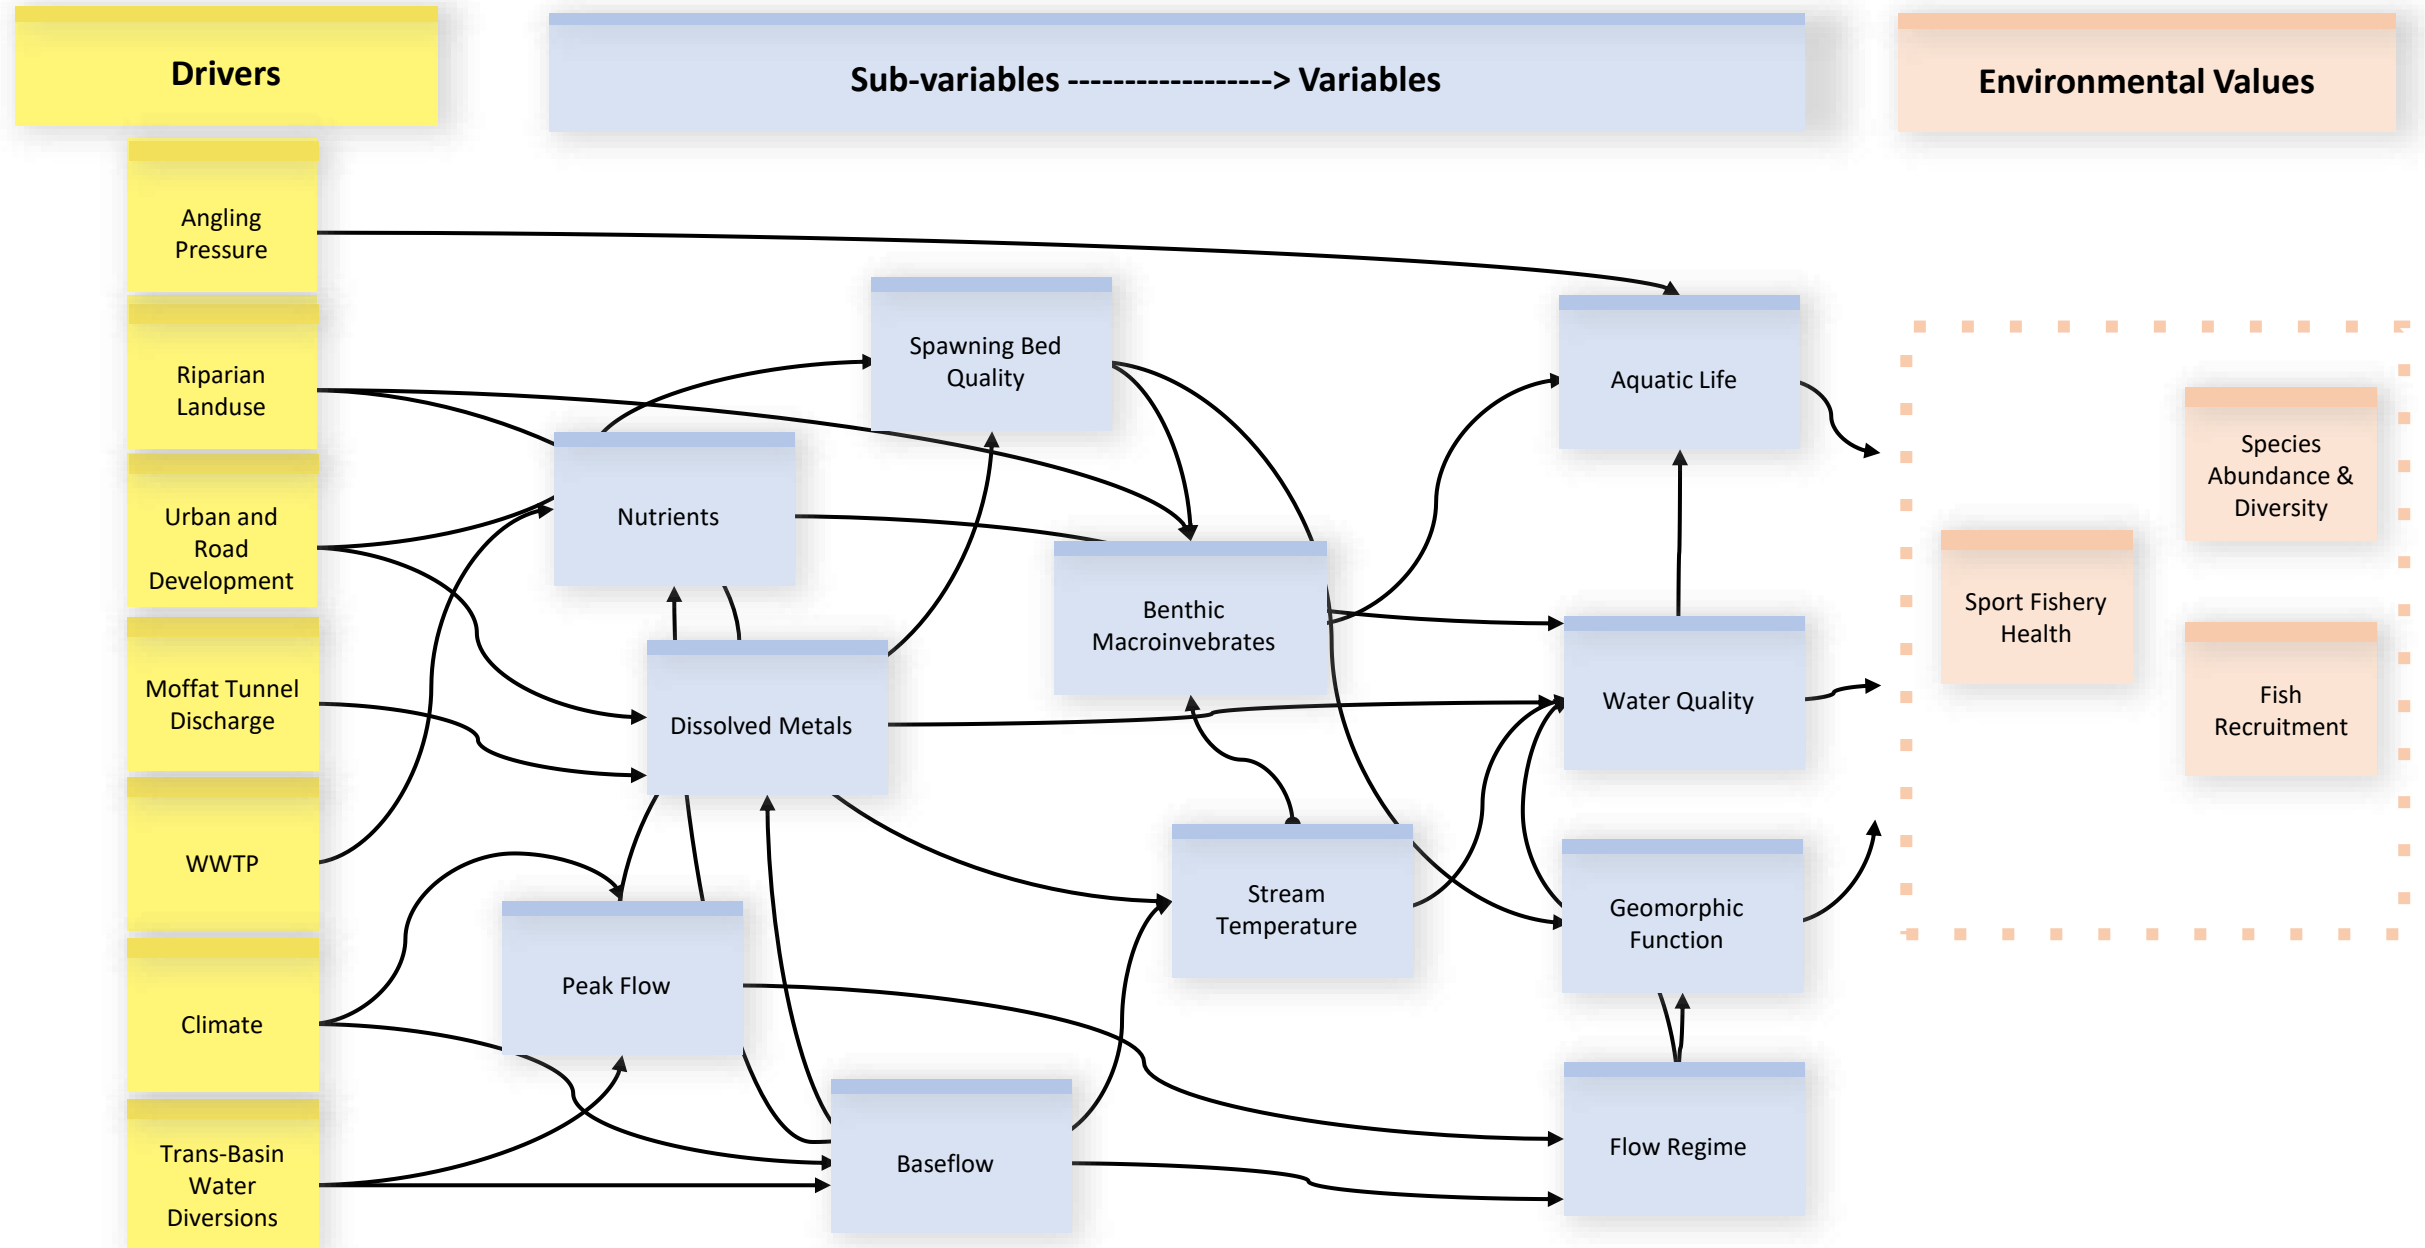 Drivers
Sub-variables ------------------> Variables
Environmental Values
Angling
Pressure
Riparian
Landuse
Urban and
Road
Development
Moffat Tunnel
Discharge
WWTP
Climate
Trans-Basin
Water
Diversions
Spawning Bed
Quality
Nutrients
Dissolved Metals
Peak Flow
Baseflow
Benthic
Macroinvebrates
Stream
Temperature
Aquatic Life
Water Quality
Geomorphic
Function
Flow Regime
Species
Abundance &
Diversity
Sport Fishery
Health
Fish
Recruitment